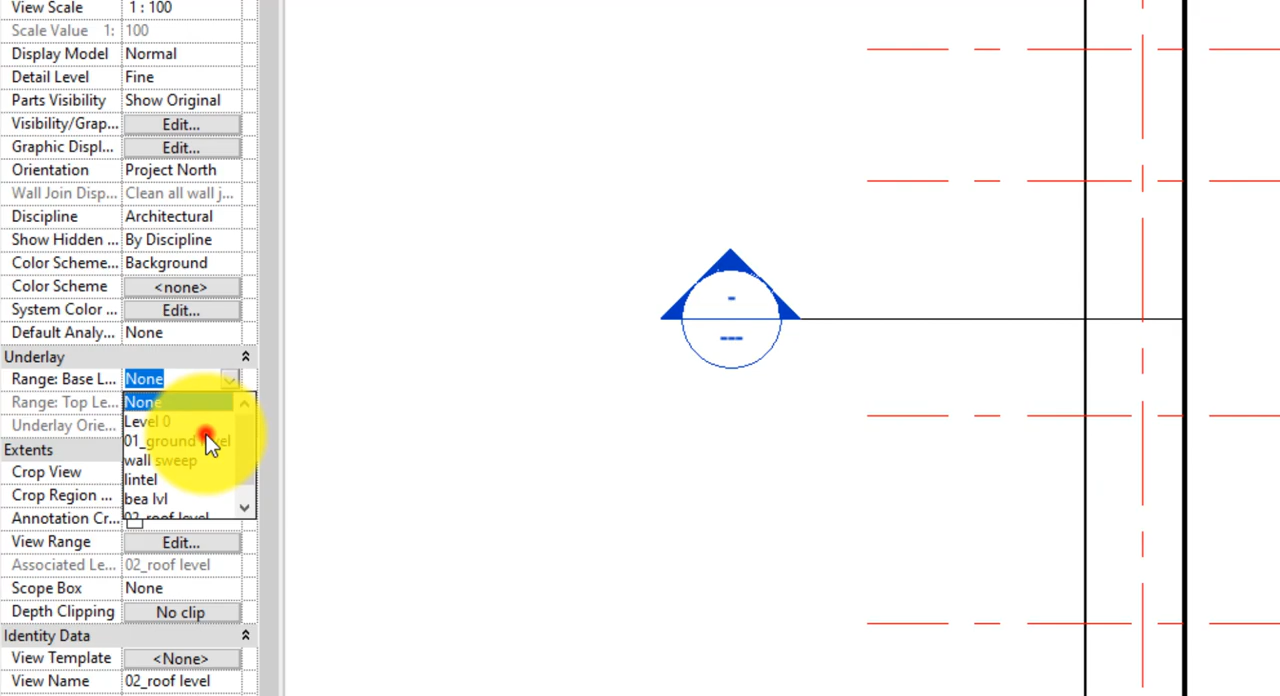 View Scale 1 : 100
Scale Value 1: 100
Display Model Normal
Detail Level Fine
Parts Visibility Show Original
Visibility/Grap... Edit...
Graphic Displ... Edit...
Orientation Project North
Wall Join Disp... Clean all wall j...
Discipline Architectural
Show Hidden ... By Discipline
Color Scheme... Background
Color Scheme <none>
System Color ... Edit...
Default Analy... None
Underlay
Range: Base L... None
Range: Top Le... None
Underlay Orie... Level 0
01_ground level
Extents
wall sweep
Crop View lintel
Crop Region ... bea lvl
Annotation Cr... 02_roof level
View Range Edit...
Associated Le... 02_roof level
Scope Box None
Depth Clipping No clip
Identity Data
View Template <None>
View Name 02_roof level
-
---